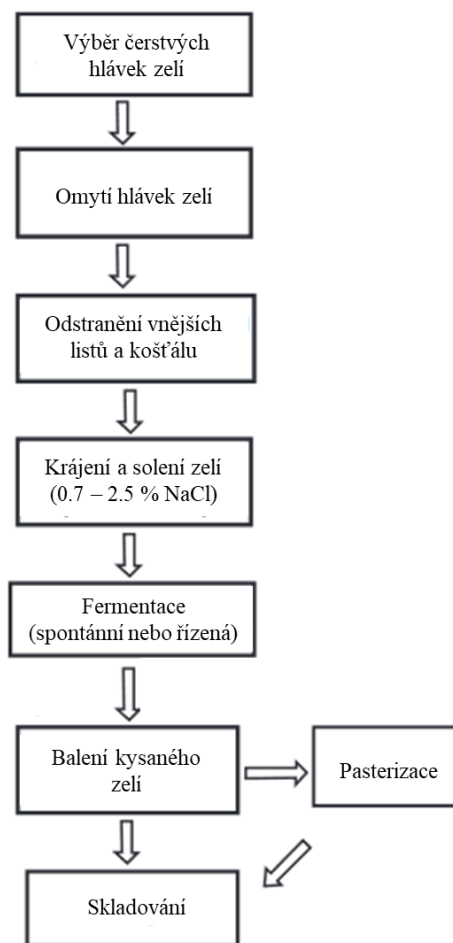 Výběr čerstvých
hlávek zelí
Omytí hlávek zelí
Odstranění vnějších
listů a košťálu
Krájení a solení zelí
(0.7 – 2.5 % NaCl)
Fermentace
(spontánní nebo řízená)
Balení kysaného
zelí
Pasterizace
Skladování